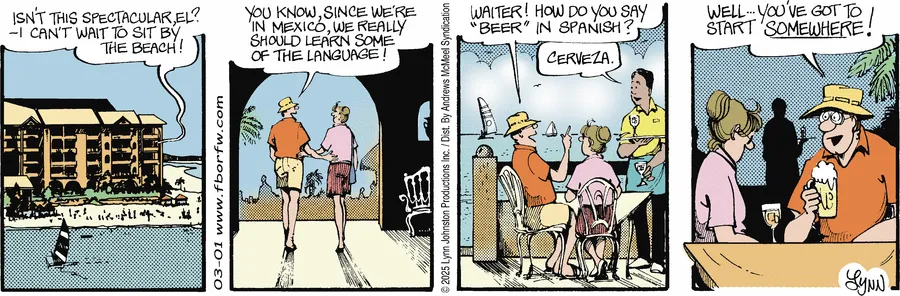 ISN'T THIS SPECTACULAR, EL?
~I CAN'T WAIT TO SIT BY
THE BEACH!
03-01 www.fborfw.com
YOU KNOW, SINCE WE'RE
IN MEXICO, WE REALLY
SHOULD LEARN SOME
OF THE LANGUAGE!
© 2025 Lynn Johnston Productions Inc. / Dist. By Andrews McMeel Syndication
WAITER! HOW DO YOU SAY
"BEER" IN SPANISH?
CERVEZA.
WELL...YOU'VE GOT TO
START SOMEWHERE!
LYNN